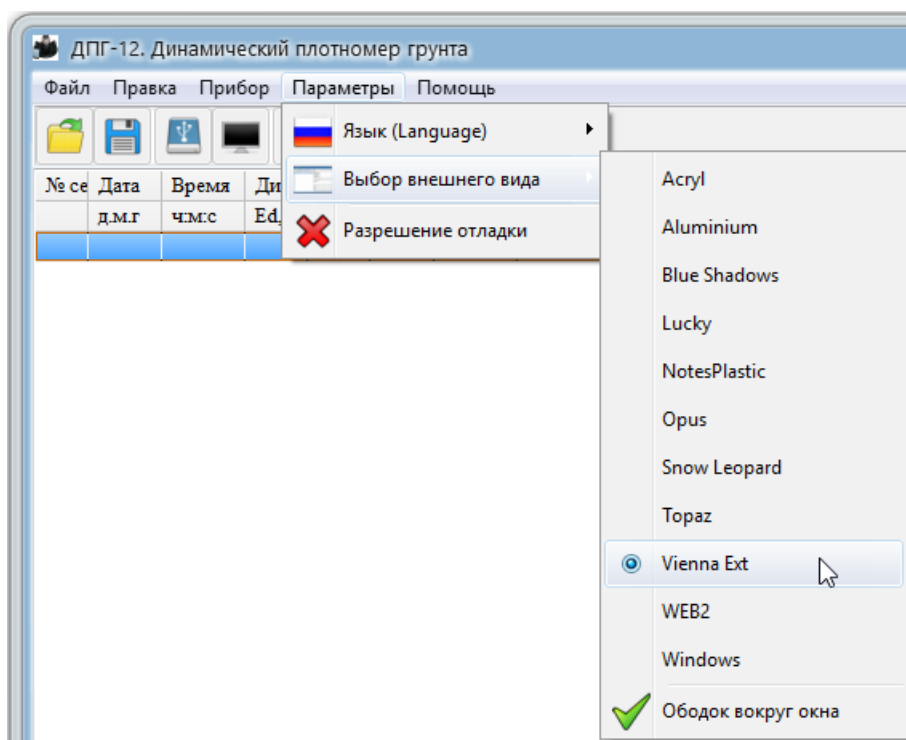 ДПГ-12. Динамический плотномер грунта
Файл Правка Прибор Параметры Помощь
Язык (Language)
Выбор внешнего вида
Разрешение отладки
№ се Дата Время Ди
д.м.г ч:м:с Ed,
Acryl
Aluminium
Blue Shadows
Lucky
NotesPlastic
Opus
Snow Leopard
Topaz
Vienna Ext
WEB2
Windows
Ободок вокруг окна